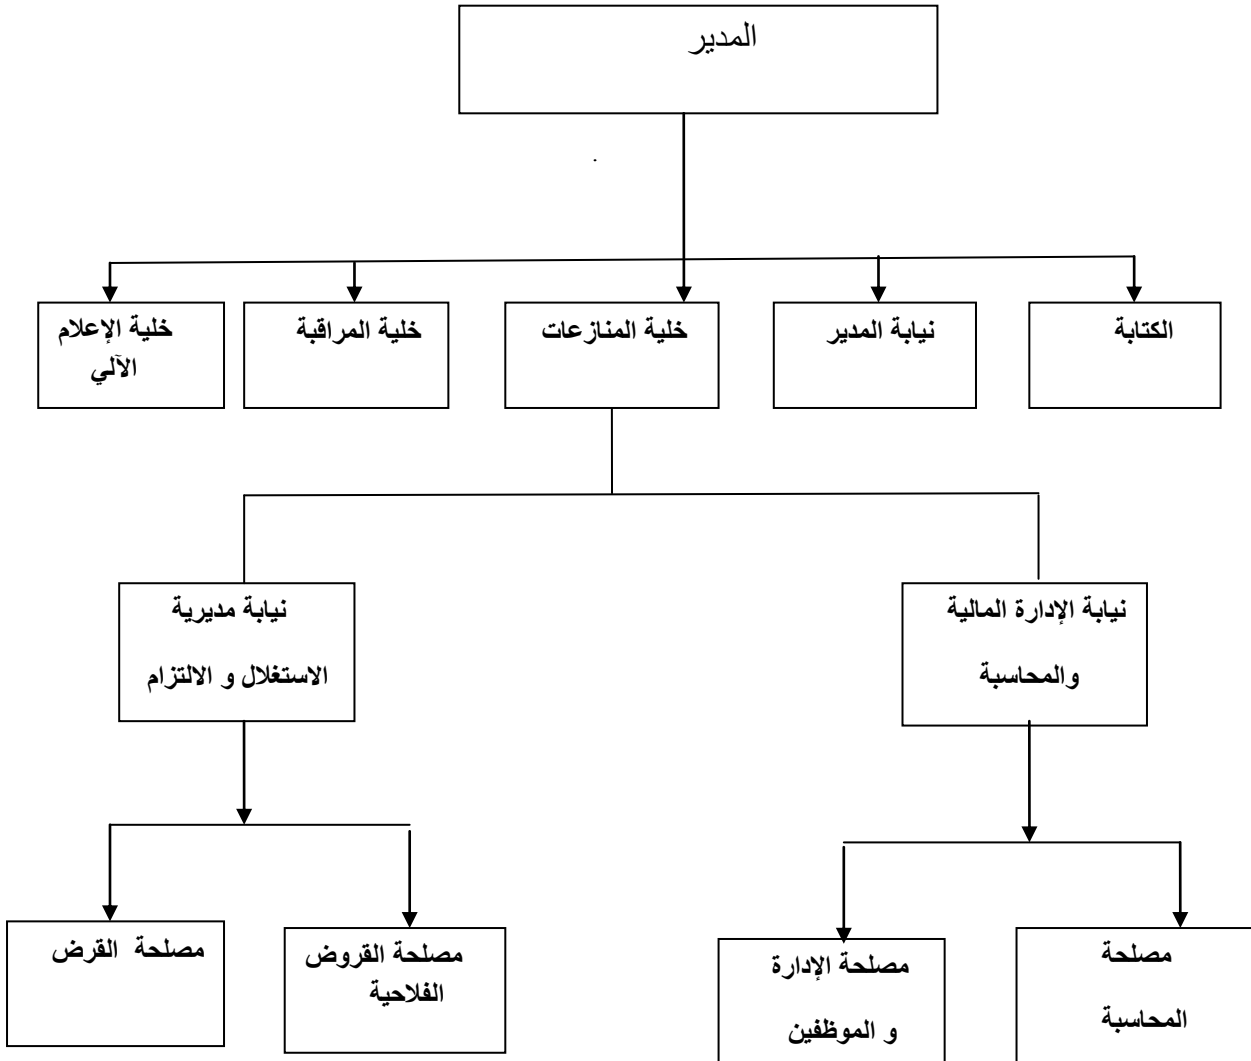 المدير
الكتابة
نيابة المدير
خلية المنازعات
خلية المراقبة
خلية الإعلام
الآلي
نيابة الإدارة المالية
والمحاسبة
نيابة مديرية
الاستغلال و الالتزام
مصلحة
المحاسبة
مصلحة الإدارة
و الموظفين
مصلحة القروض
الفلاحية
مصلحة القرض